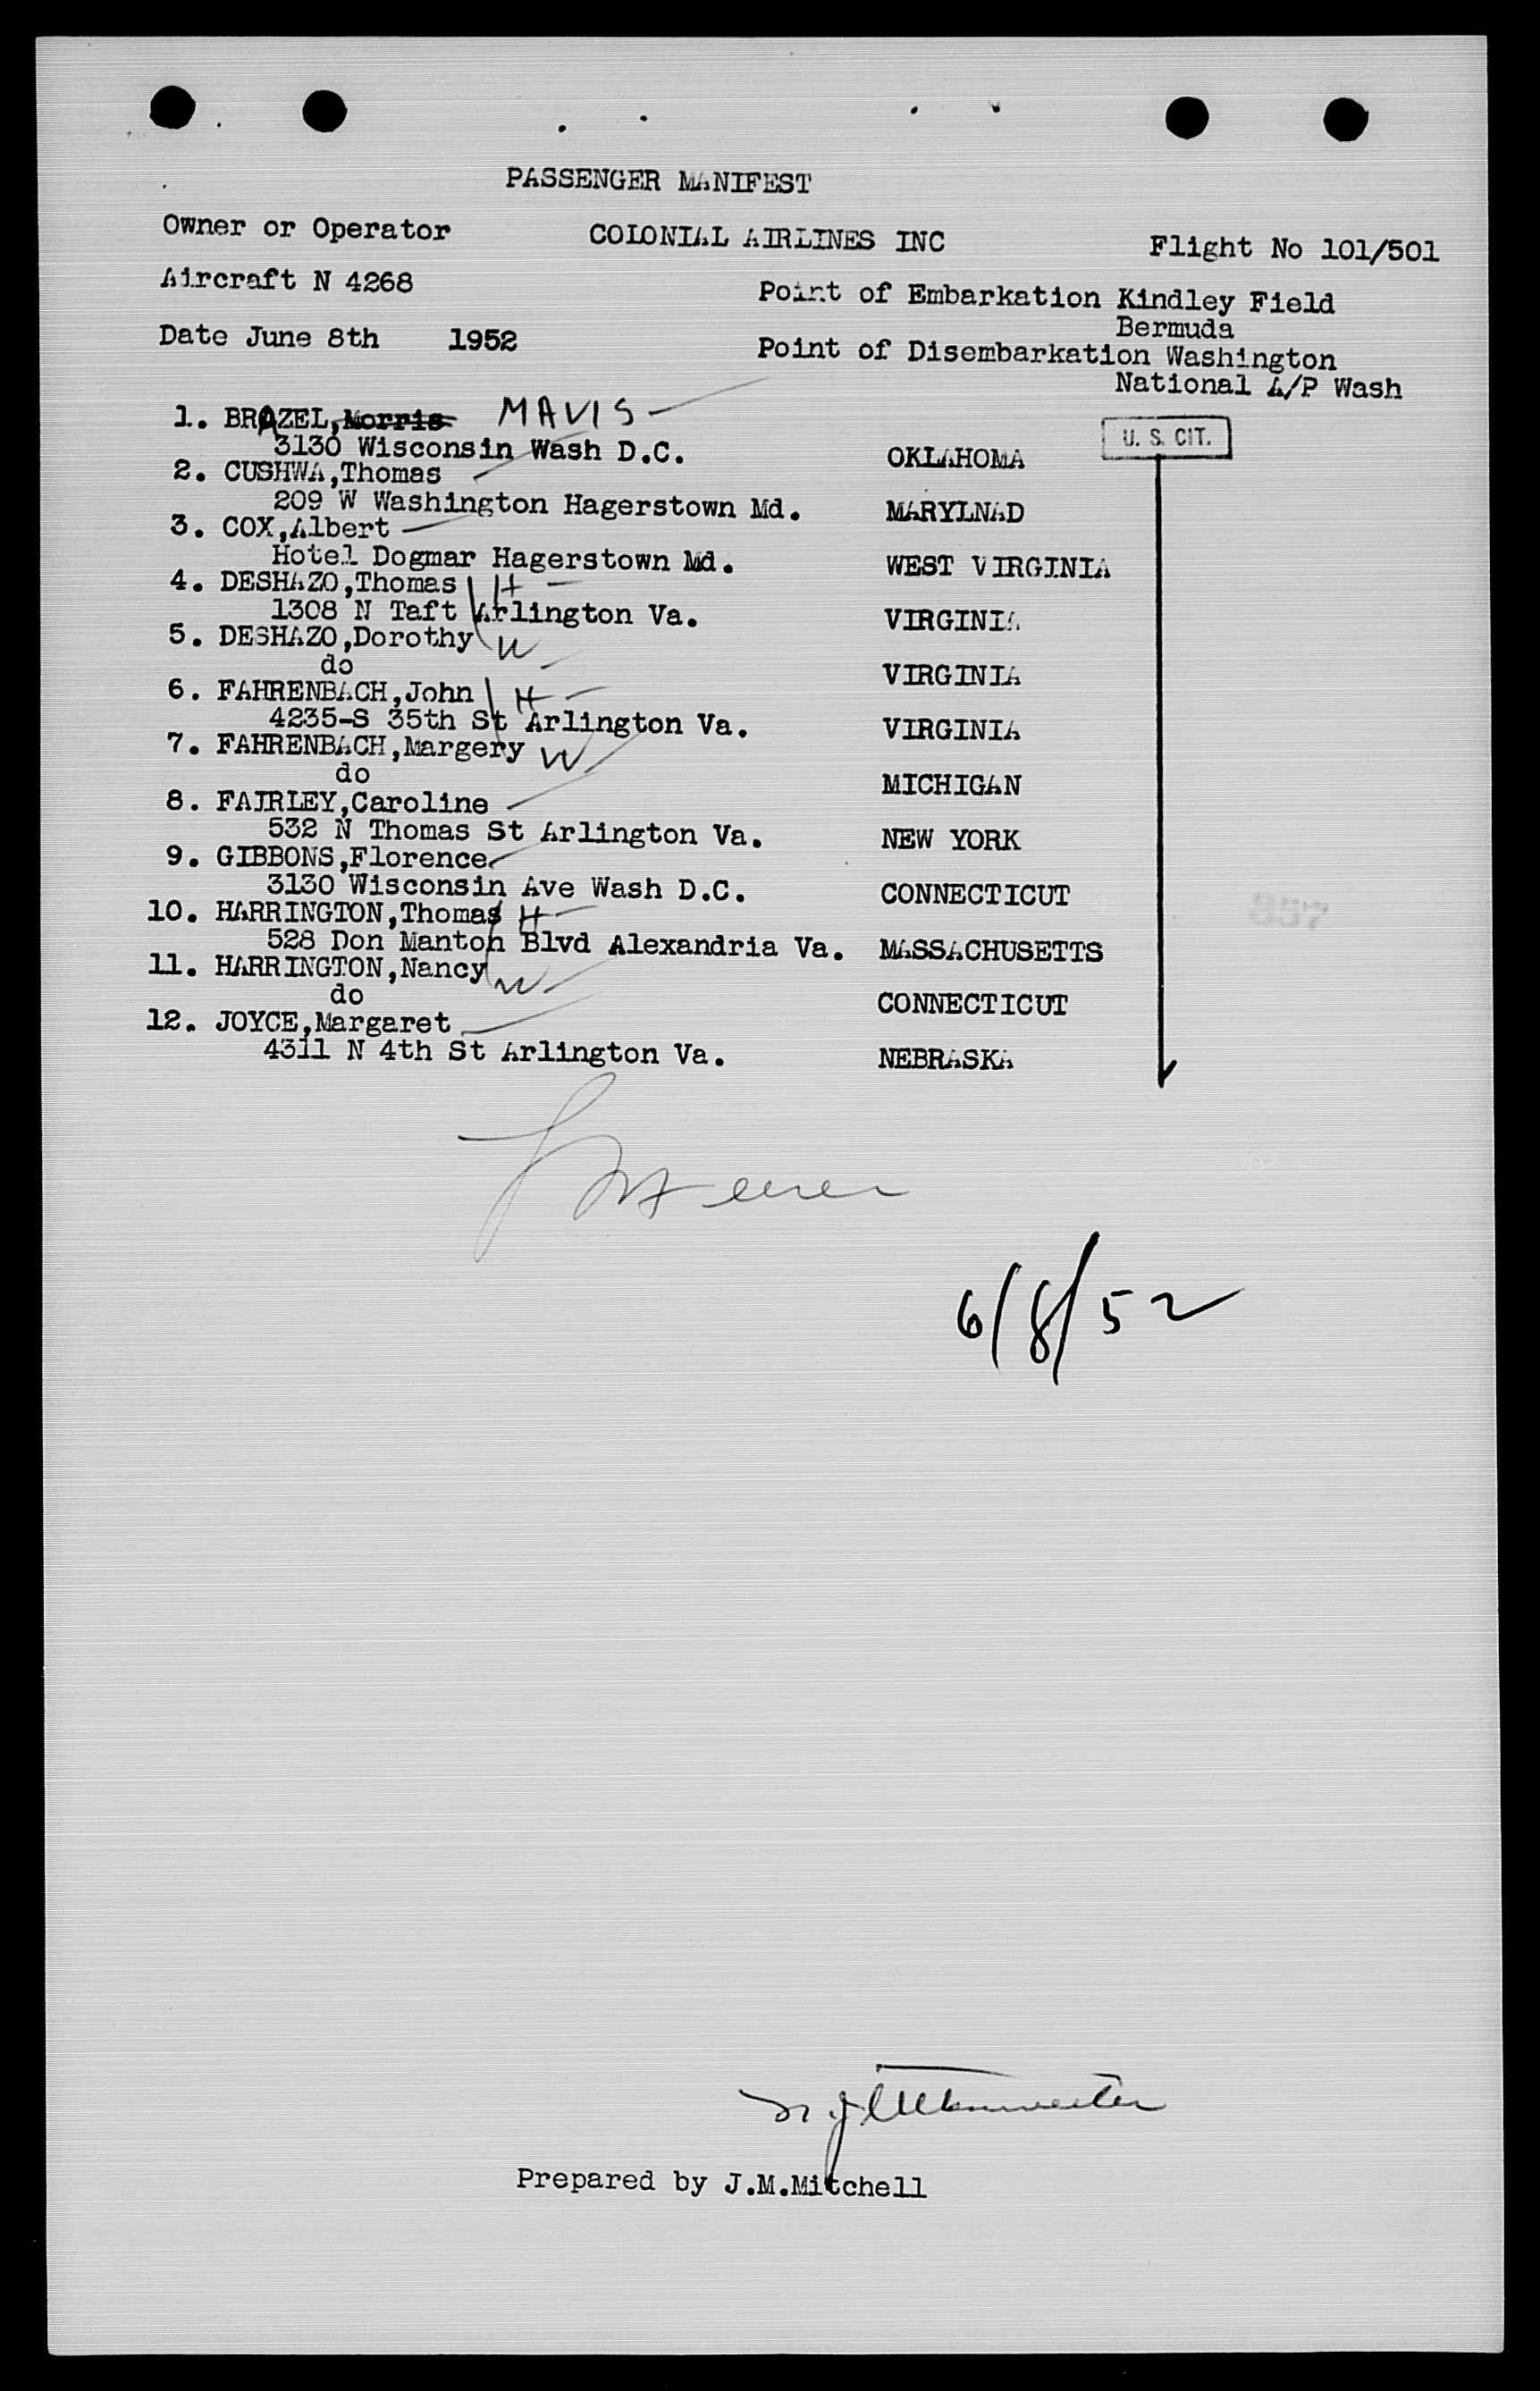 PASSENGER MANIFEST
Owner or Operator COLONIAL AIRLINES INC Flight No 101/501
Aircraft N 4268 Point of Embarkation Kindley Field
Bermuda
Date June 8th 1952 Point of Disembarkation Washington
National A/P Wash
1. BRAZEL,Morris MAVIS
U. S. CIT.
3130 Wisconsin Wash D.C. OKLAHOMA
2. CUSHWA,Thomas
209 W Washington Hagerstown Md. MARYLNAD
3. COX,Albert
Hotel Dogmar Hagerstown Md. WEST VIRGINIA
4. DESHAZO,Thomas H
1308 N Taft Arlington Va. VIRGINIA
5. DESHAZO,Dorothy W
do VIRGINIA
6. FAHRENBACH,John H
4235-S 35th St Arlington Va. VIRGINIA
7. FAHRENBACH,Margery W
do MICHIGAN
8. FAIRLEY,Caroline
532 N Thomas St Arlington Va. NEW YORK
9. GIBBONS,Florence
3130 Wisconsin Ave Wash D.C. CONNECTICUT
357
10. HARRINGTON,Thomas H
528 Don Manton Blvd Alexandria Va. MASSACHUSETTS
11. HARRINGTON,Nancy W
do CONNECTICUT
12. JOYCE,Margaret
4311 N 4th St Arlington Va. NEBRASKA
6/8/52
Prepared by J.M.Mitchell